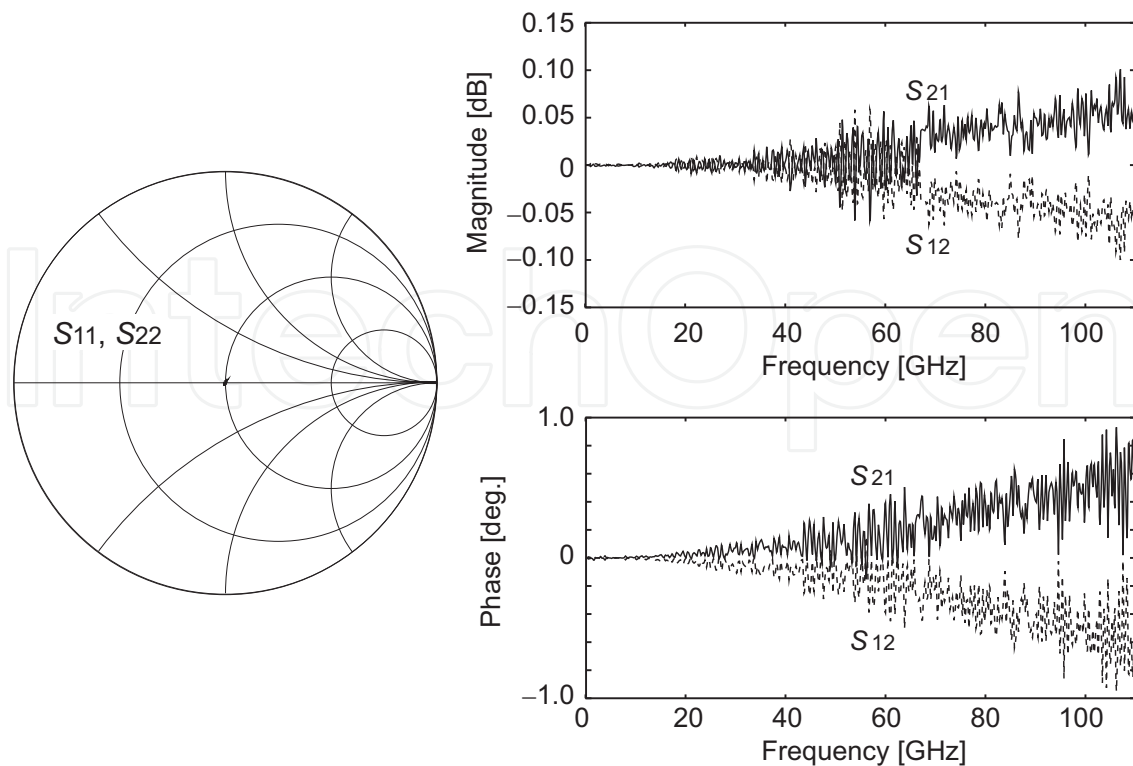 S11, S22
0.15
0.10
0.05
0
−0.05
−0.10
−0.15
Magnitude [dB]
S21
S12
0 20 40 60 80 100
Frequency [GHz]
1.0
0
−1.0
Phase [deg.]
S21
S12
0 20 40 60 80 100
Frequency [GHz]
IntechOpen